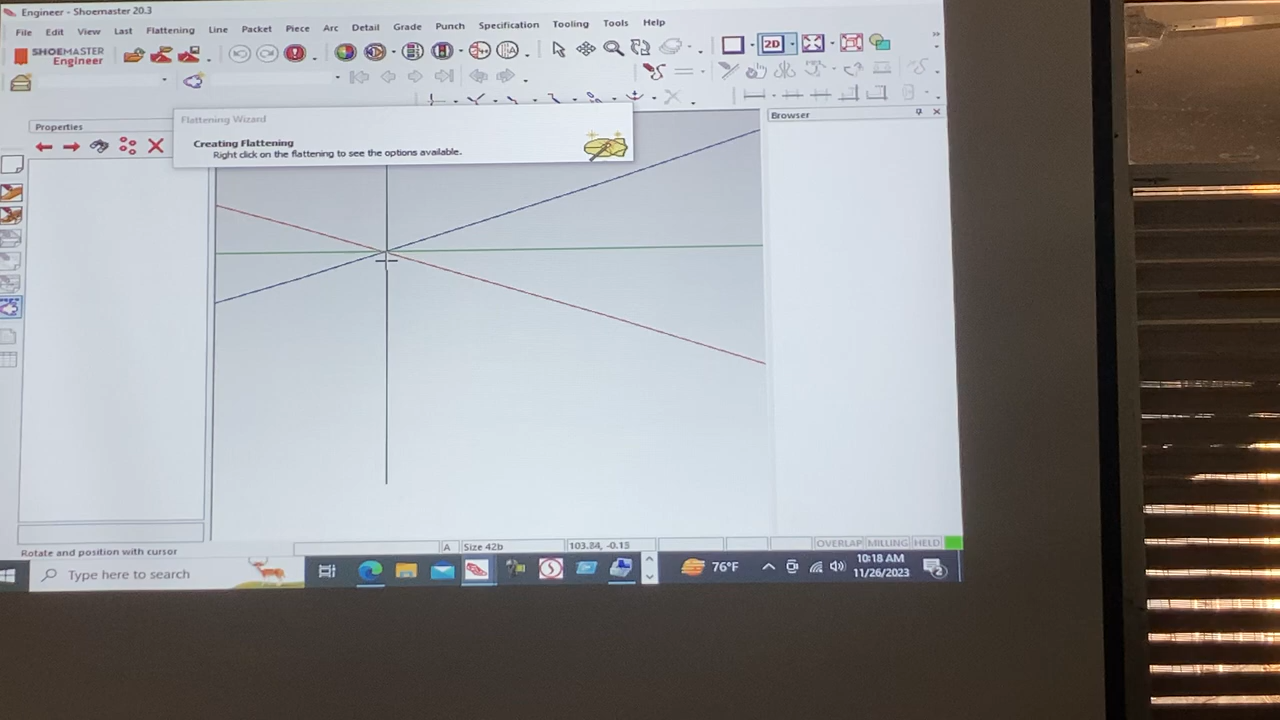 Engineer - Shoemaster 20.3
File Edit View Last Flattening Line Packet Piece Arc Detail Grade Punch Specification Tooling Tools Help
SHOEMASTER
Engineer
2D
Properties
Browser
Flattening Wizard
Creating Flattening
Right click on the flattening to see the options available.
Rotate and position with cursor
A Size 42b 103.84, -0.15 OVERLAP MILLING HELD
Type here to search
76°F
10:18 AM
11/26/2023
2